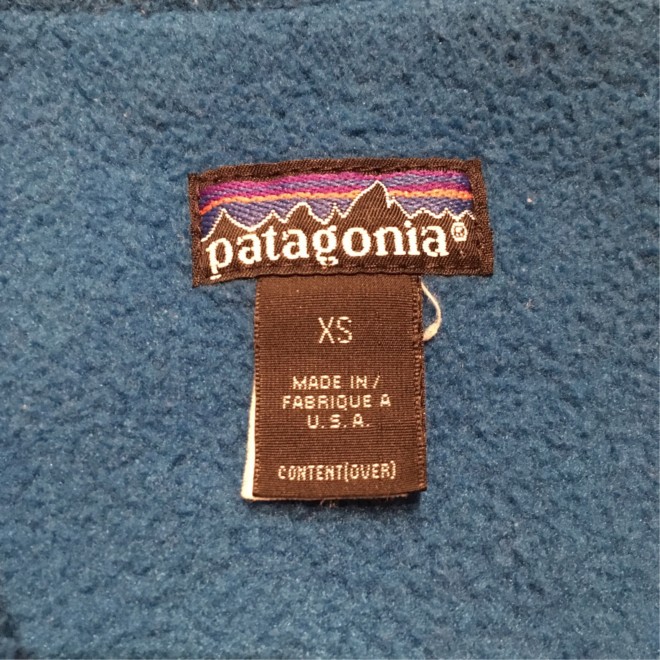 patagonia®
XS
MADE IN/
FABRIQUE A
U.S.A.
CONTENT(OVER)